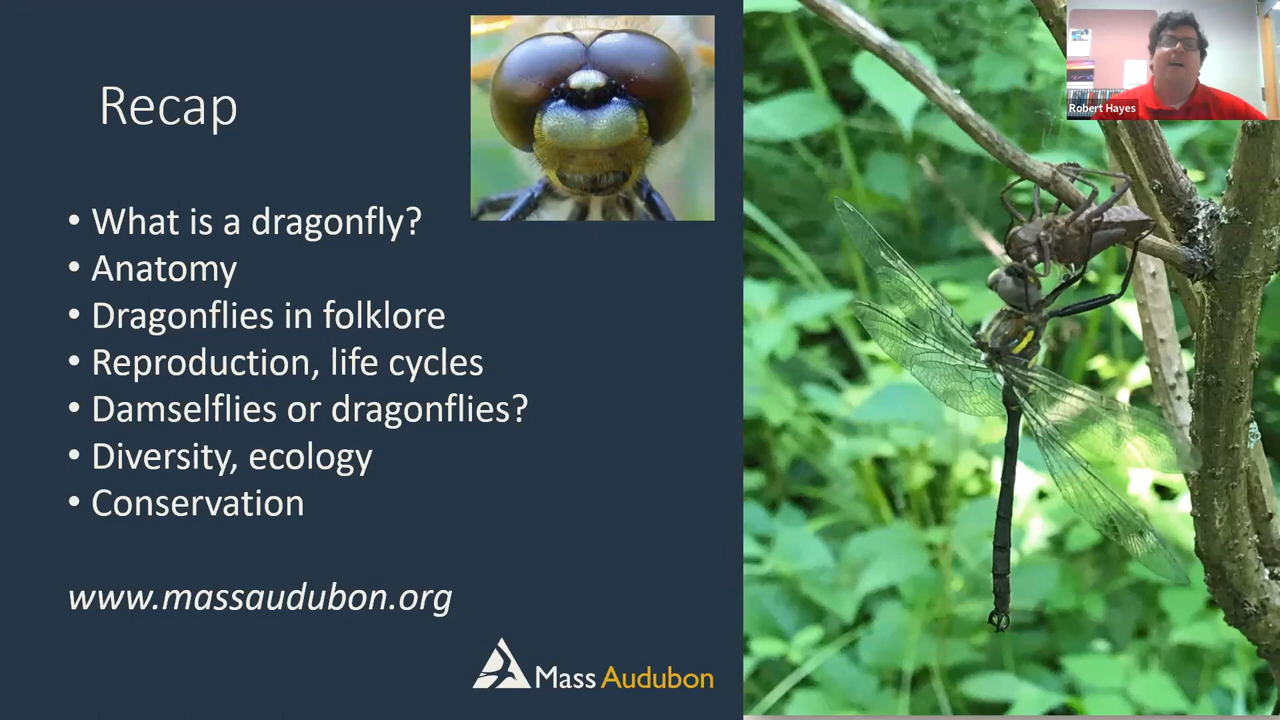 Recap
• What is a dragonfly?
• Anatomy
• Dragonflies in folklore
• Reproduction, life cycles
• Damselflies or dragonflies?
• Diversity, ecology
• Conservation
www.massaudubon.org
Mass Audubon
Robert Hayes